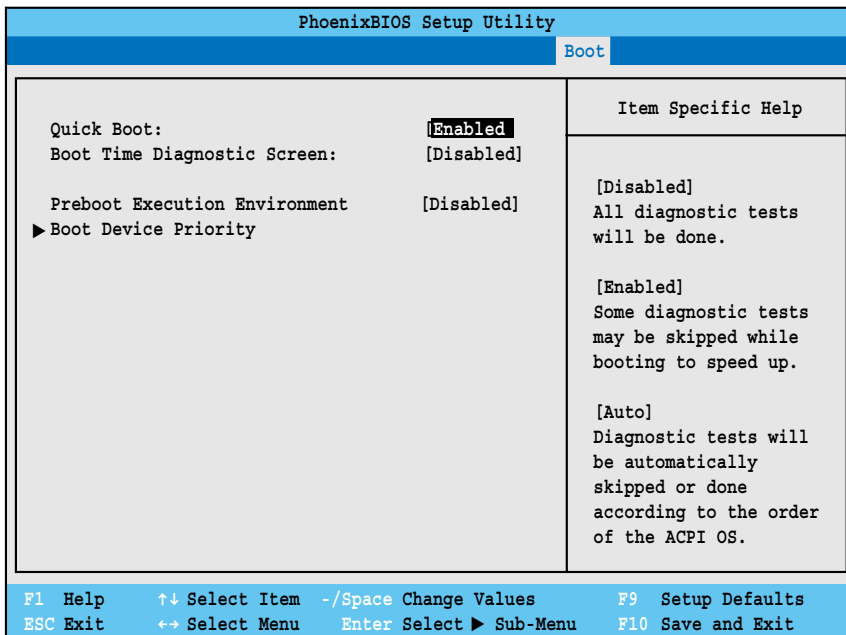 PhoenixBIOS Setup Utility
Boot
Quick Boot: [Enabled
Boot Time Diagnostic Screen: [Disabled]
Preboot Execution Environment [Disabled]
▶Boot Device Priority
Item Specific Help
[Disabled]
All diagnostic tests
will be done.
[Enabled]
Some diagnostic tests
may be skipped while
booting to speed up.
[Auto]
Diagnostic tests will
be automatically
skipped or done
according to the order
of the ACPI OS.
F1 Help ↑↓ Select Item -/Space Change Values F9 Setup Defaults
ESC Exit ←→ Select Menu Enter Select ▶ Sub-Menu F10 Save and Exit